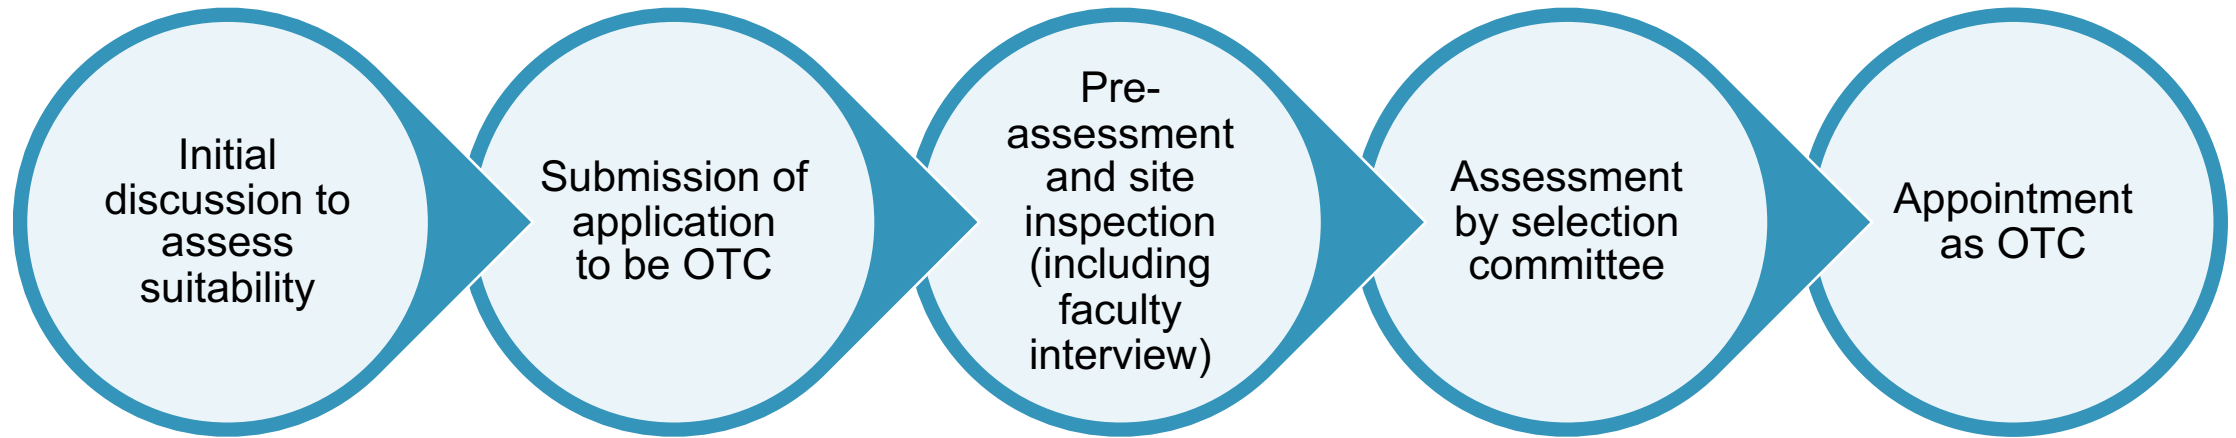 Initial
discussion to
assess
suitability
Submission of
application
to be OTC
Pre-
assessment
and site
inspection
(including
faculty
interview)
Assessment
by selection
committee
Appointment
as OTC